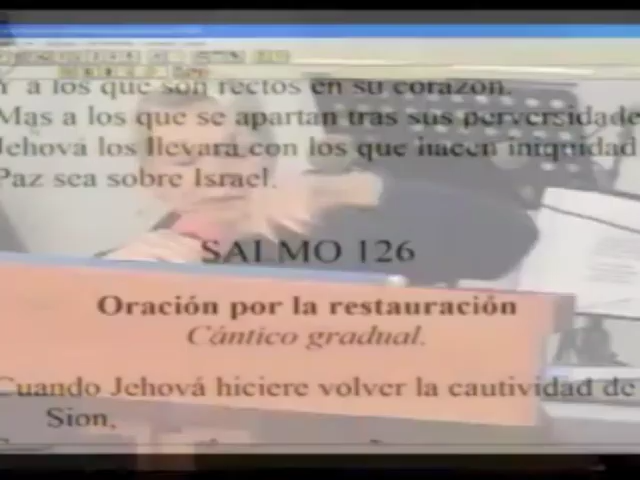 Y a los que son rectos en su corazón.
Mas a los que se apartan tras sus perversidade
Jehová los llevará con los que hacen iniquidad
Paz sea sobre Israel.
SALMO 126
Oración por la restauración
Cántico gradual.
Cuando Jehová hiciere volver la cautividad de
Sion,